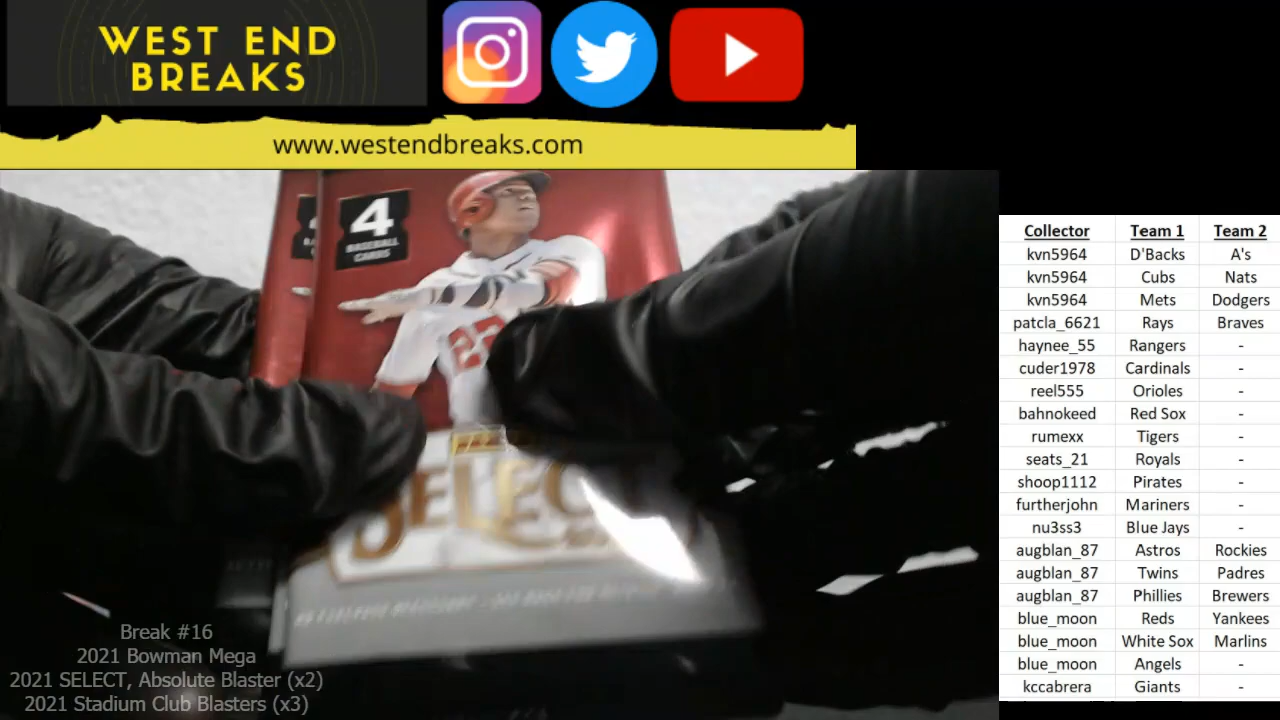 WEST END
BREAKS
www.westendbreaks.com
4
BASEBALL
CARDS
22
SELECT
Collector Team 1 Team 2
kvn5964 D'Backs A's
kvn5964 Cubs Nats
kvn5964 Mets Dodgers
patcla_6621 Rays Braves
haynee_55 Rangers -
cuder1978 Cardinals -
reel555 Orioles -
bahnokeed Red Sox -
rumexx Tigers -
seats_21 Royals -
shoop1112 Pirates -
furtherjohn Mariners -
nu3ss3 Blue Jays -
augblan_87 Astros Rockies
augblan_87 Twins Padres
augblan_87 Phillies Brewers
blue_moon Reds Yankees
blue_moon White Sox Marlins
blue_moon Angels -
kccabrera Giants -
Break #16
2021 Bowman Mega
2021 SELECT, Absolute Blaster (x2)
2021 Stadium Club Blasters (x3)